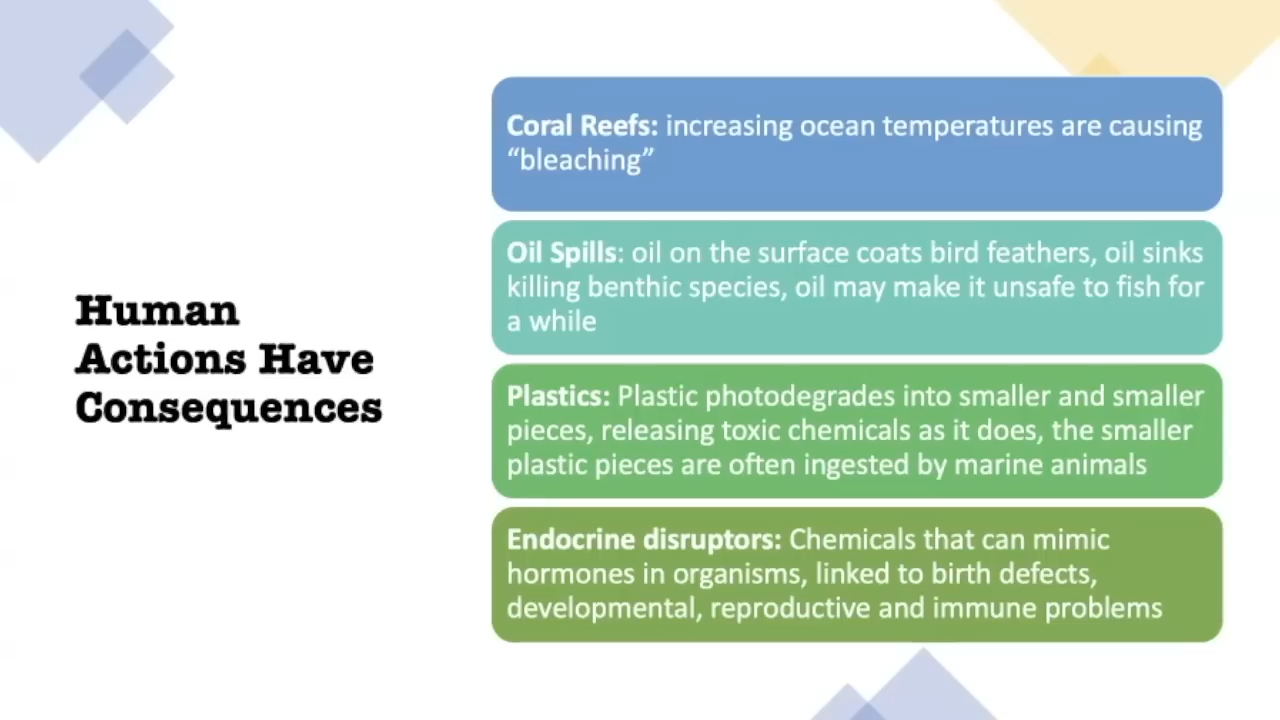 Human
Actions Have
Consequences
Coral Reefs: increasing ocean temperatures are causing
“bleaching”
Oil Spills: oil on the surface coats bird feathers, oil sinks
killing benthic species, oil may make it unsafe to fish for
a while
Plastics: Plastic photodegrades into smaller and smaller
pieces, releasing toxic chemicals as it does, the smaller
plastic pieces are often ingested by marine animals
Endocrine disruptors: Chemicals that can mimic
hormones in organisms, linked to birth defects,
developmental, reproductive and immune problems